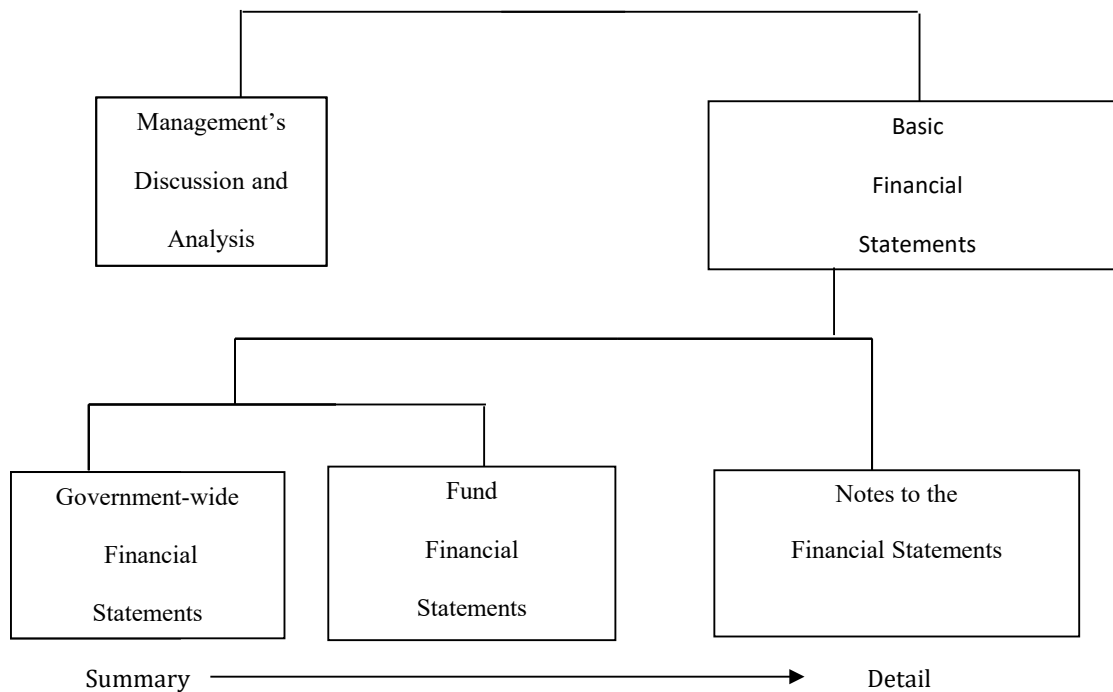 Management’s
Discussion and
Analysis
Basic
Financial
Statements
Government-wide
Financial
Statements
Fund
Financial
Statements
Notes to the
Financial Statements
Summary
Detail